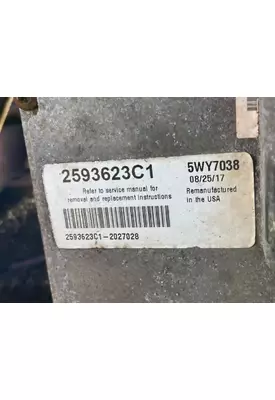 2593623C1 5WY7038
Refer to service manual for 08/25/17
removal and replacement instructions Remanufactured
in the USA
2593623C1-2027028